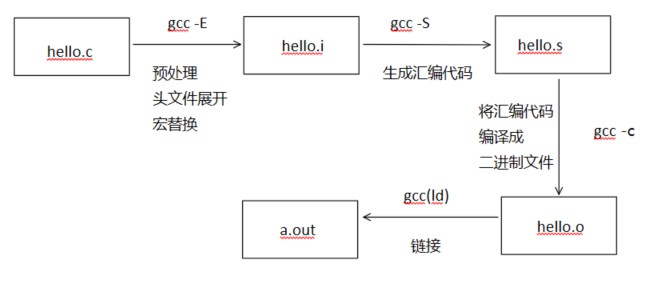 hello.c
gcc -E
预处理
头文件展开
宏替换
hello.i
gcc -S
生成汇编代码
hello.s
将汇编代码
编译成
二进制文件
gcc -c
hello.o
gcc(ld)
链接
a.out